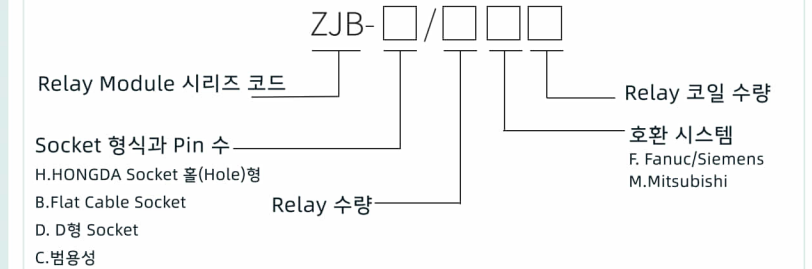 ZJB-□/□□□
Relay Module 시리즈 코드
Relay 코일 수량
호환 시스템
F. Fanuc/Siemens
M.Mitsubishi
Socket 형식과 Pin 수
H.HONGDA Socket 홀(Hole)형
B.Flat Cable Socket
Relay 수량
D. D형 Socket
C.범용성